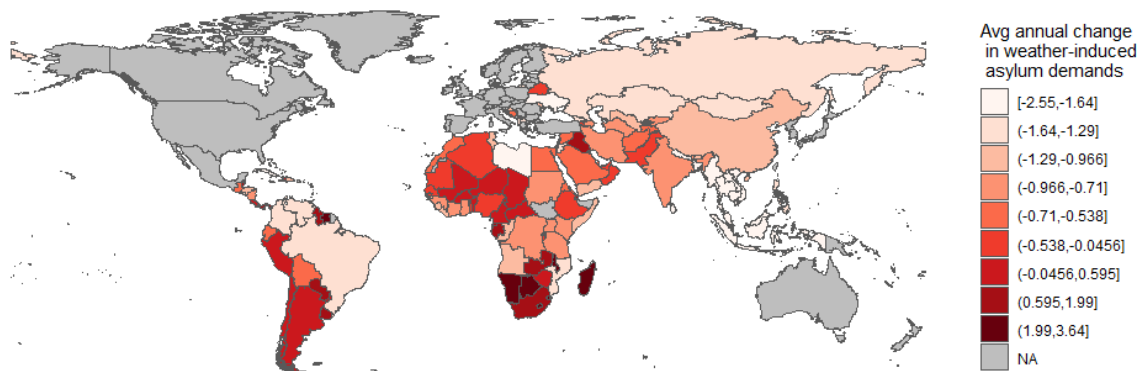 Avg annual change
in weather-induced
asylum demands
[-2.55,-1.64]
(-1.64,-1.29]
(-1.29,-0.966]
(-0.966,-0.71]
(-0.71,-0.538]
(-0.538,-0.0456]
(-0.0456,0.595]
(0.595,1.99]
(1.99,3.64]
NA